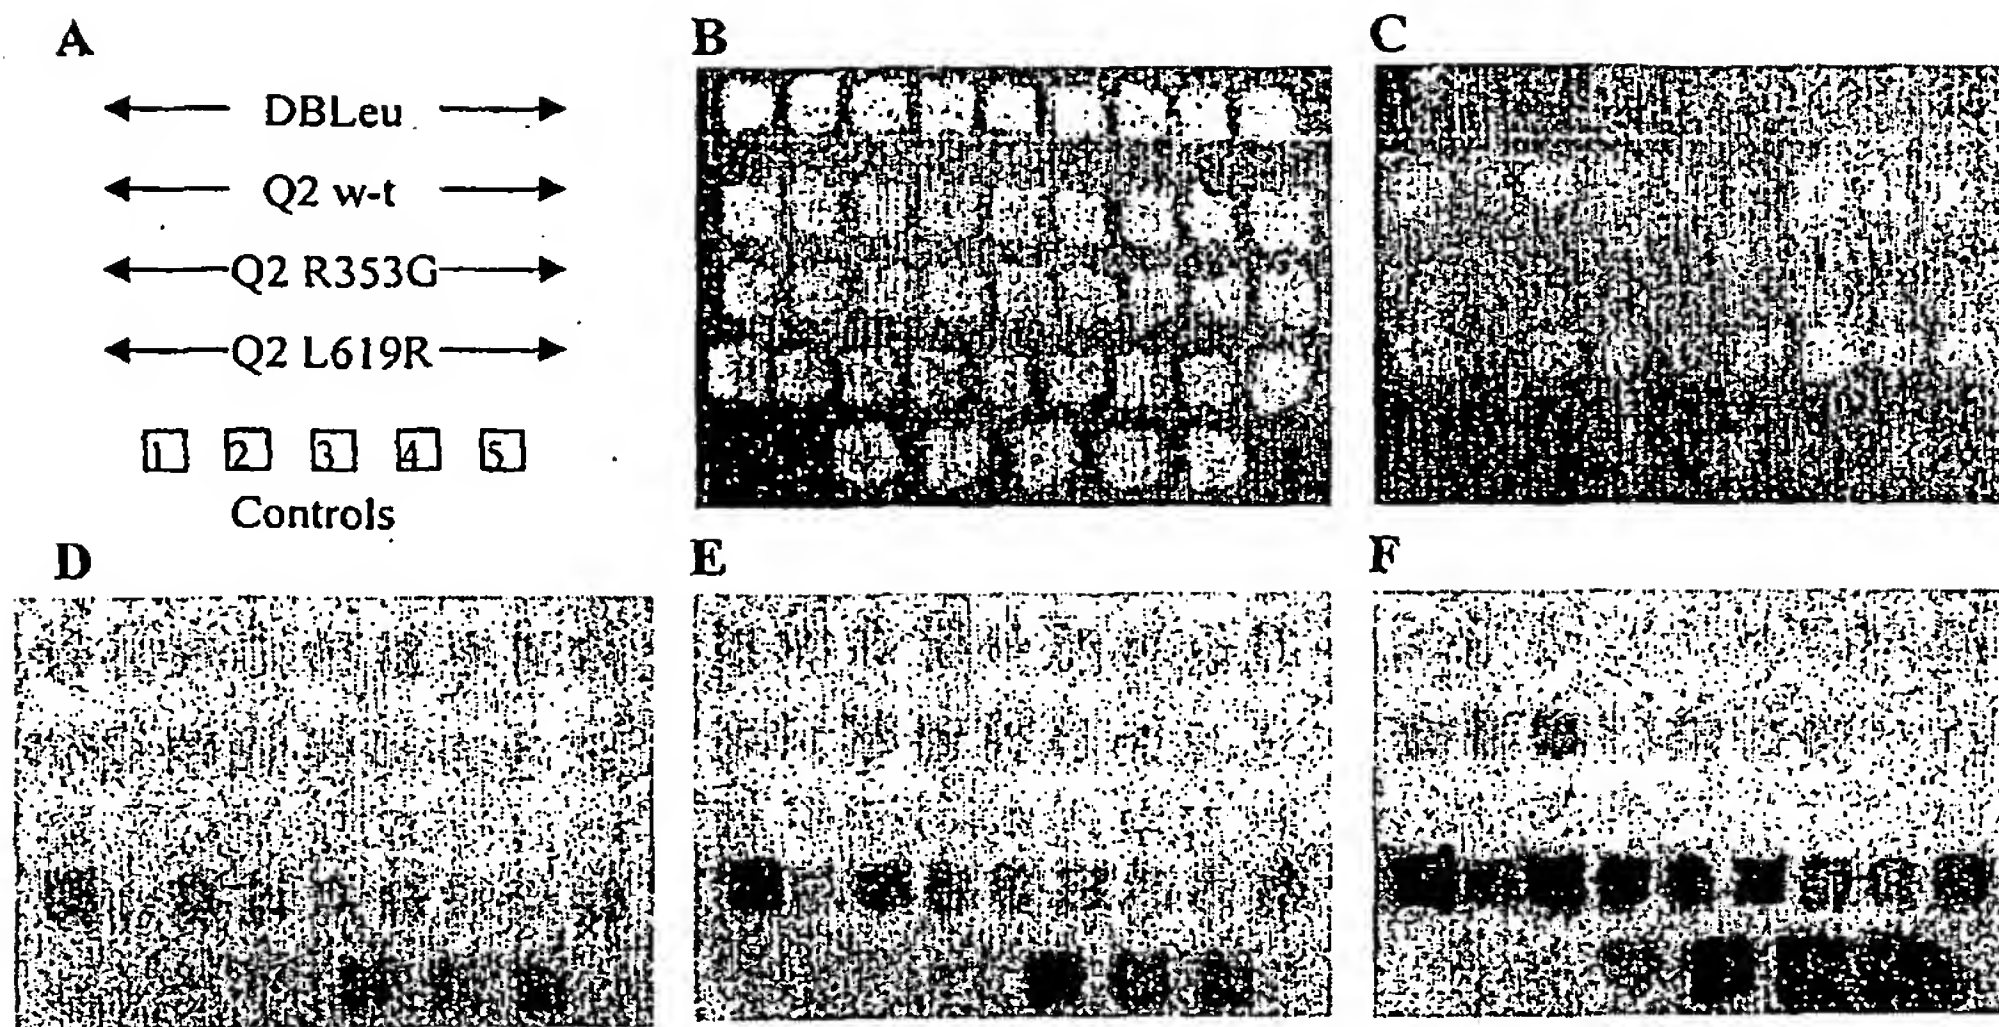 A
B
C
DBLeu
Q2 w-t
Q2 R353G
Q2 L619R
1 2 3 4 5
Controls
D
E
F